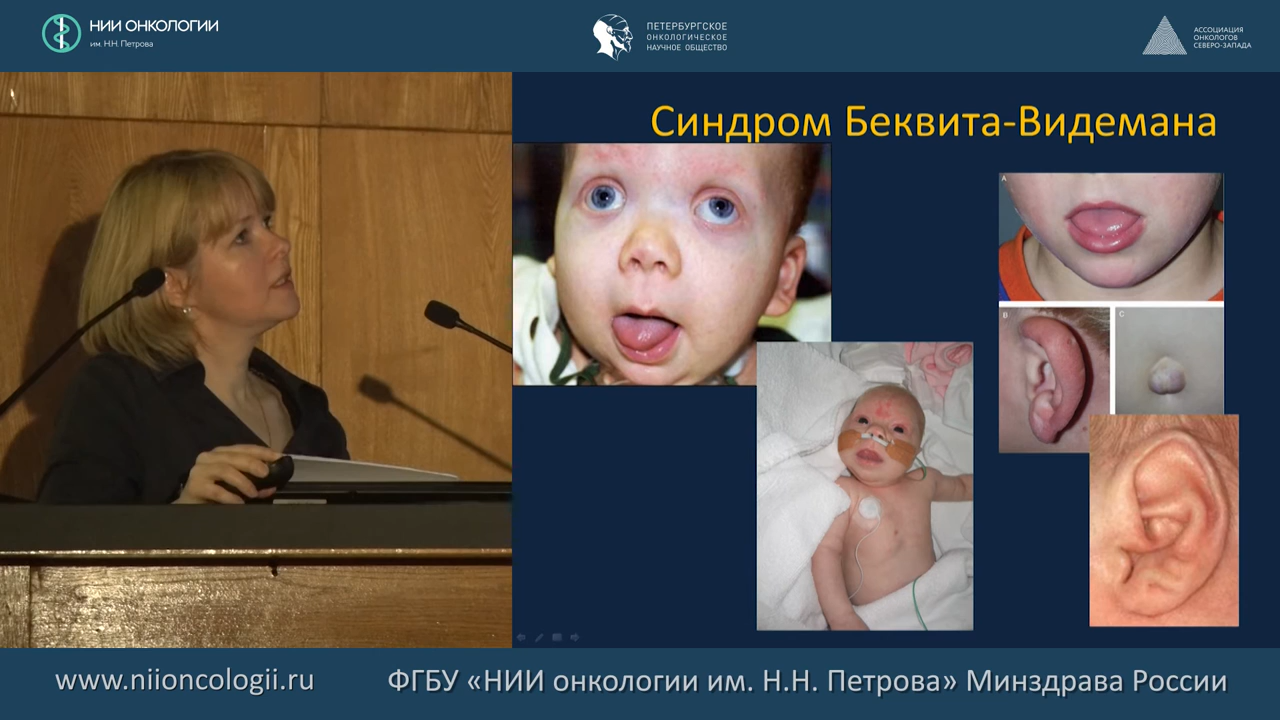 НИИ ОНКОЛОГИИ
им. Н.Н. Петрова
ПЕТЕРБУРГСКОЕ
ОНКОЛОГИЧЕСКОЕ
НАУЧНОЕ ОБЩЕСТВО
АССОЦИАЦИЯ
ОНКОЛОГОВ
СЕВЕРО-ЗАПАДА
Синдром Беквита-Видемана
A
B
C
www.niioncologii.ru
ФГБУ «НИИ онкологии им. Н.Н. Петрова» Минздрава России